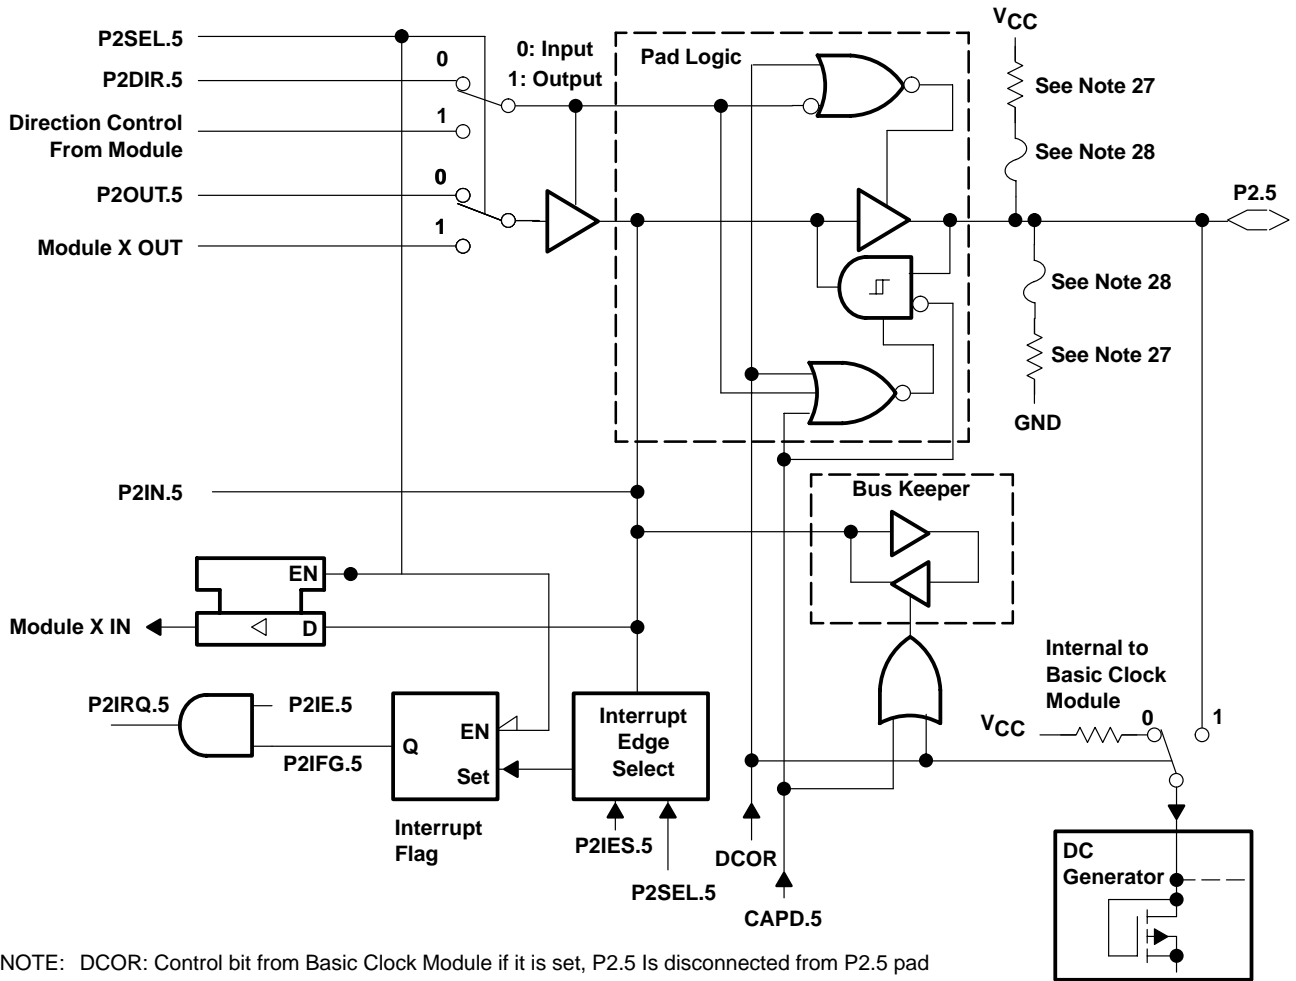 P2SEL.5
P2DIR.5
Direction Control
From Module
P2OUT.5
Module X OUT
0
1
0
1
0: Input
1: Output
Pad Logic
VCC
See Note 27
See Note 28
P2.5
See Note 28
See Note 27
GND
P2IN.5
Bus Keeper
EN
D
Module X IN
P2IRQ.5
P2IE.5
P2IFG.5
Q
EN
Set
Interrupt
Flag
Interrupt
Edge
Select
P2IES.5
P2SEL.5
DCOR
CAPD.5
Internal to
Basic Clock
Module
VCC
0
1
DC
Generator
NOTE: DCOR: Control bit from Basic Clock Module if it is set, P2.5 Is disconnected from P2.5 pad